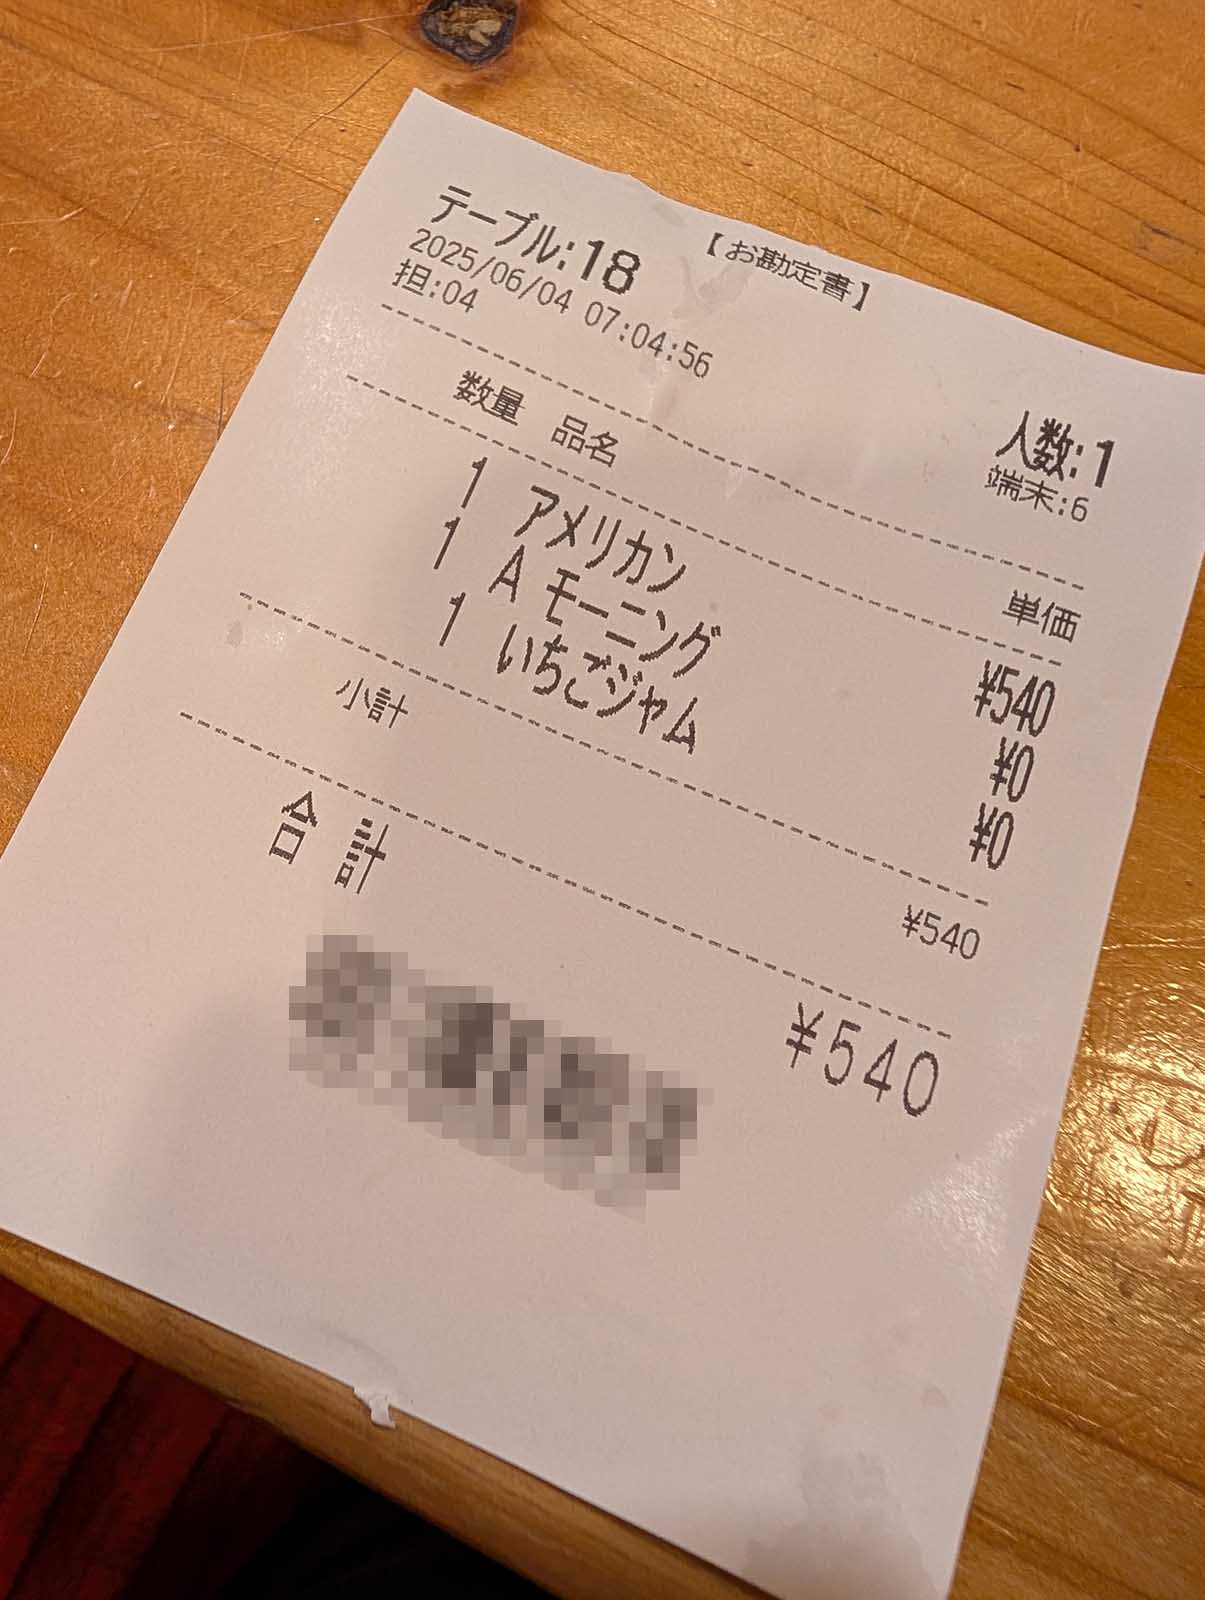 【お勘定書】
テーブル:18
2025/06/04 07:04:56
人数:1
担:04
端末:6
数量 品名 単価
1 アメリカン ¥540
1 A モーニング ¥0
1 いちごジャム ¥0
小計 ¥540
合計 ¥540